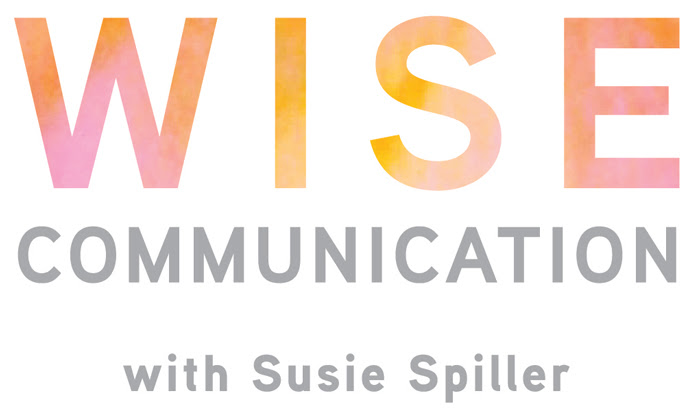 WISE
COMMUNICATION
with Susie Spiller